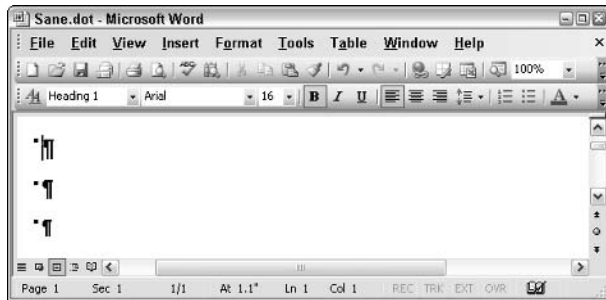 Sane.dot - Microsoft Word
File Edit View Insert Format Tools Table Window Help
100%
Heading 1 Arial 16 B I U A
¶
¶
¶
Page 1 Sec 1 1/1 At 1.1" Ln 1 Col 1 REC TRK EXT OVR